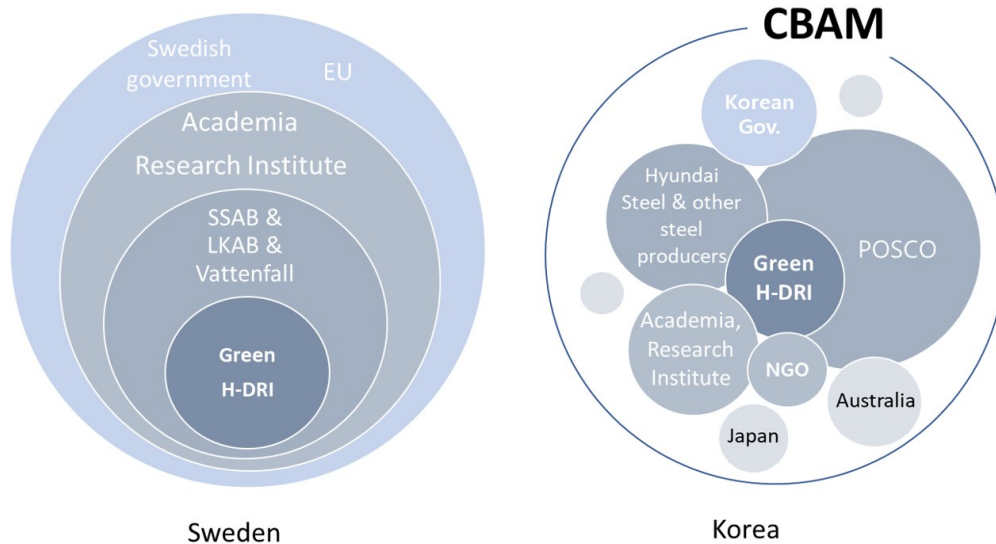 Swedish
government
EU
Academia
Research Institute
SSAB &
LKAB &
Vattenfall
Green
H-DRI
Sweden
CBAM
Korean
Gov.
Hyundai
Steel & other
steel
producers
POSCO
Green
H-DRI
Academia,
Research
Institute
NGO
Australia
Japan
Korea